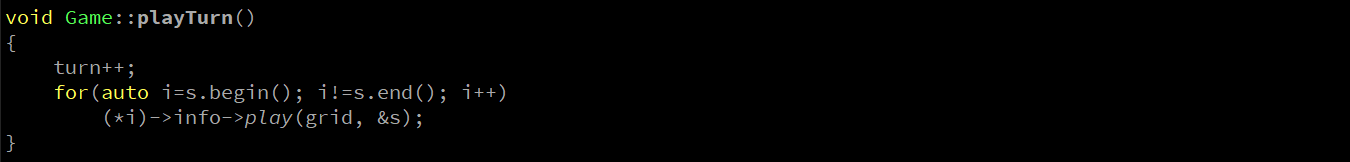 void Game::playTurn()
{
    turn++;
    for(auto i=s.begin(); i!=s.end(); i++)
        (*i)->info->play(grid, &s);
}